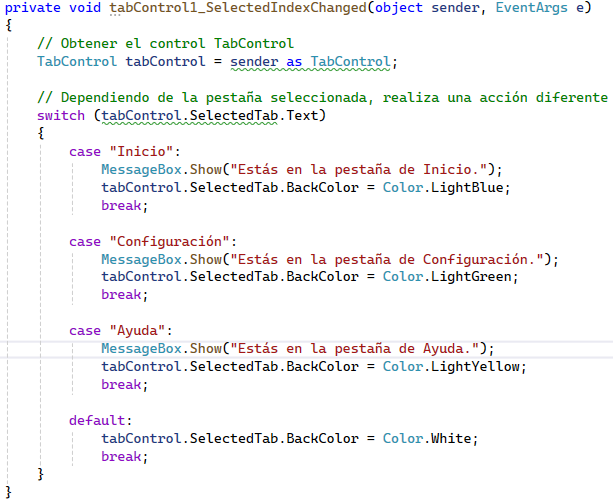 private void tabControl1_SelectedIndexChanged(object sender, EventArgs e)
{
    // Obtener el control TabControl
    TabControl tabControl = sender as TabControl;

    // Dependiendo de la pestaña seleccionada, realiza una acción diferente
    switch (tabControl.SelectedTab.Text)
    {
        case "Inicio":
            MessageBox.Show("Estás en la pestaña de Inicio.");
            tabControl.SelectedTab.BackColor = Color.LightBlue;
            break;

        case "Configuración":
            MessageBox.Show("Estás en la pestaña de Configuración.");
            tabControl.SelectedTab.BackColor = Color.LightGreen;
            break;

        case "Ayuda":
            MessageBox.Show("Estás en la pestaña de Ayuda.");
            tabControl.SelectedTab.BackColor = Color.LightYellow;
            break;

        default:
            tabControl.SelectedTab.BackColor = Color.White;
            break;
    }
}